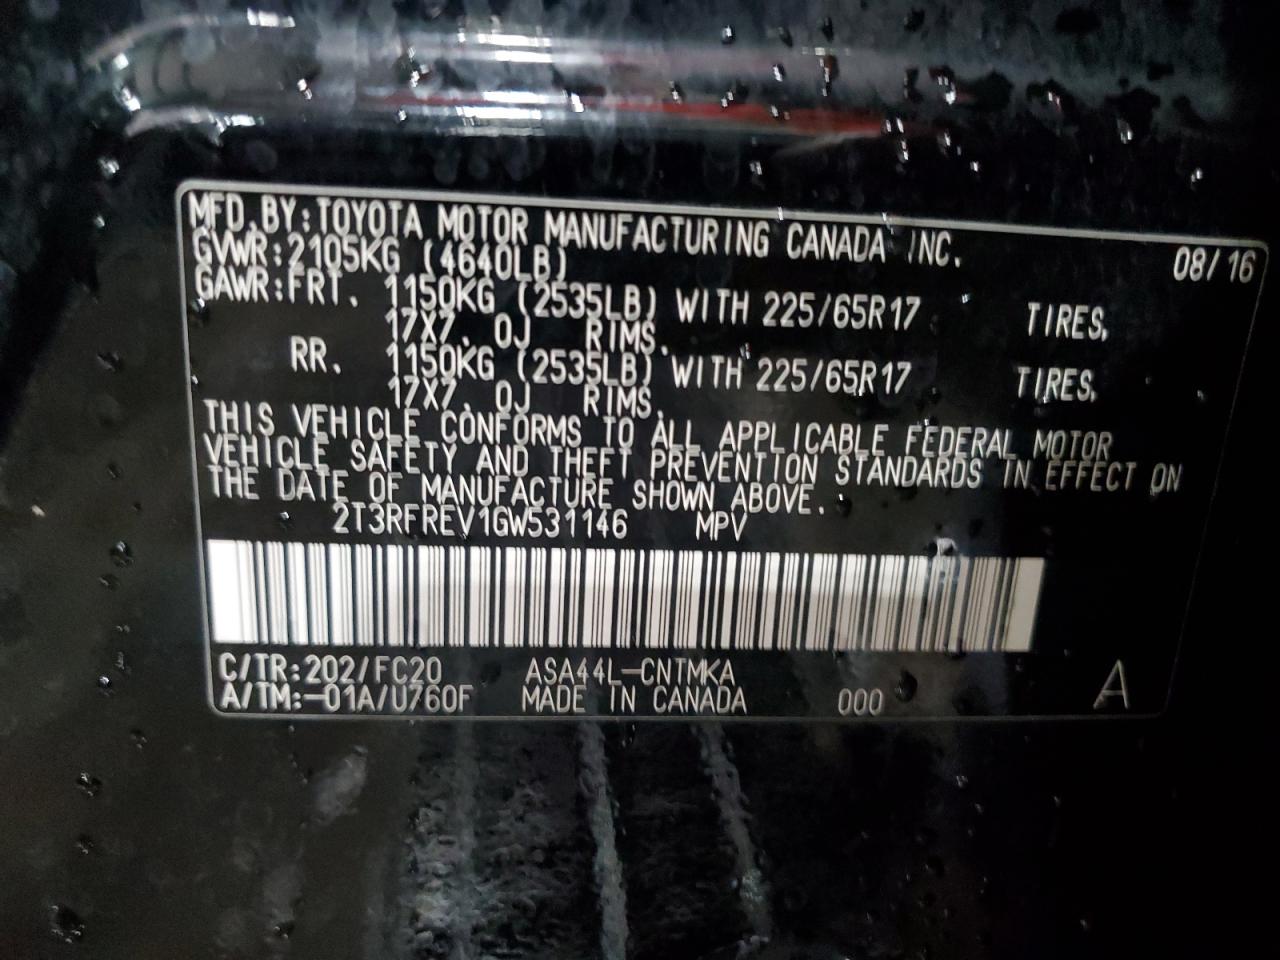 MFD.BY:TOYOTA MOTOR MANUFACTURING CANADA INC. 08/16
GVWR:2105KG (4640LB)
GAWR:FRT. 1150KG (2535LB) WITH 225/65R17 TIRES,
17X7.0J RIMS.
RR. 1150KG (2535LB) WITH 225/65R17 TIRES,
17X7.0J RIMS.
THIS VEHICLE CONFORMS TO ALL APPLICABLE FEDERAL MOTOR
VEHICLE SAFETY AND THEFT PREVENTION STANDARDS IN EFFECT ON
THE DATE OF MANUFACTURE SHOWN ABOVE.
2T3RFREV1GW531146 MPV
C/TR:202/FC20 ASA44L-CNTMKA
A/TM:-01A/U760F MADE IN CANADA 000 A